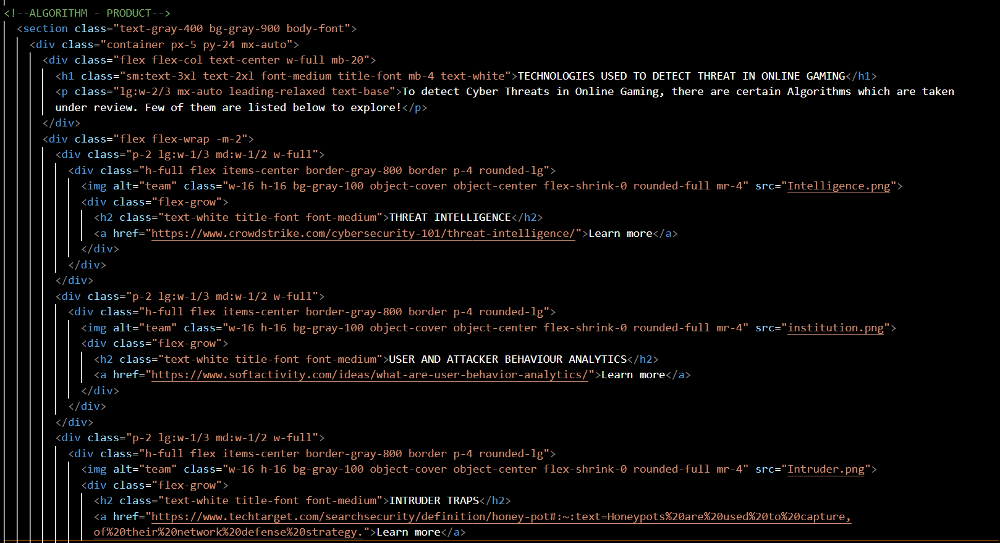 <!--ALGORITHM - PRODUCT-->
<section class="text-gray-400 bg-gray-900 body-font">
<div class="container px-5 py-24 mx-auto">
<div class="flex flex-col text-center w-full mb-20">
<h1 class="sm:text-3xl text-2xl font-medium title-font mb-4 text-white">TECHNOLOGIES USED TO DETECT THREAT IN ONLINE GAMING</h1>
<p class="lg:w-2/3 mx-auto leading-relaxed text-base">To detect Cyber Threats in Online Gaming, there are certain Algorithms which are taken
under review. Few of them are listed below to explore!</p>
</div>
<div class="flex flex-wrap -m-2">
<div class="p-2 lg:w-1/3 md:w-1/2 w-full">
<div class="h-full flex items-center border-gray-800 border p-4 rounded-lg">
<img alt="team" class="w-16 h-16 bg-gray-100 object-cover object-center flex-shrink-0 rounded-full mr-4" src="Intelligence.png">
<div class="flex-grow">
<h2 class="text-white title-font font-medium">THREAT INTELLIGENCE</h2>
<a href="https://www.crowdstrike.com/cybersecurity-101/threat-intelligence/">Learn more</a>
</div>
</div>
</div>
<div class="p-2 lg:w-1/3 md:w-1/2 w-full">
<div class="h-full flex items-center border-gray-800 border p-4 rounded-lg">
<img alt="team" class="w-16 h-16 bg-gray-100 object-cover object-center flex-shrink-0 rounded-full mr-4" src="institution.png">
<div class="flex-grow">
<h2 class="text-white title-font font-medium">USER AND ATTACKER BEHAVIOUR ANALYTICS</h2>
<a href="https://www.softactivity.com/ideas/what-are-user-behavior-analytics/">Learn more</a>
</div>
</div>
</div>
<div class="p-2 lg:w-1/3 md:w-1/2 w-full">
<div class="h-full flex items-center border-gray-800 border p-4 rounded-lg">
<img alt="team" class="w-16 h-16 bg-gray-100 object-cover object-center flex-shrink-0 rounded-full mr-4" src="Intruder.png">
<div class="flex-grow">
<h2 class="text-white title-font font-medium">INTRUDER TRAPS</h2>
<a href="https://www.techtarget.com/searchsecurity/definition/honey-pot#:~:text=Honeypots%20are%20used%20to%20capture,
of%20their%20network%20defense%20strategy.">Learn more</a>